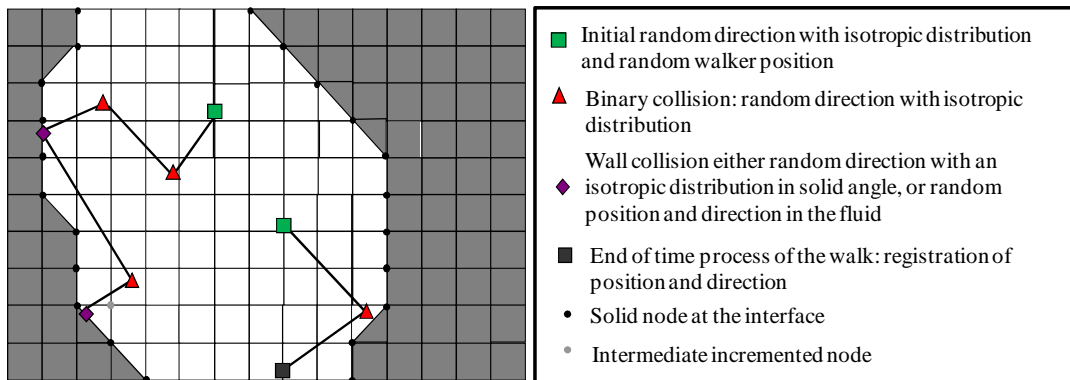 Initial random direction with isotropic distribution
and random walker position
Binary collision: random direction with isotropic
distribution
Wall collision either random direction with an
isotropic distribution in solid angle, or random
position and direction in the fluid
End of time process of the walk: registration of
position and direction
Solid node at the interface
Intermediate incremented node